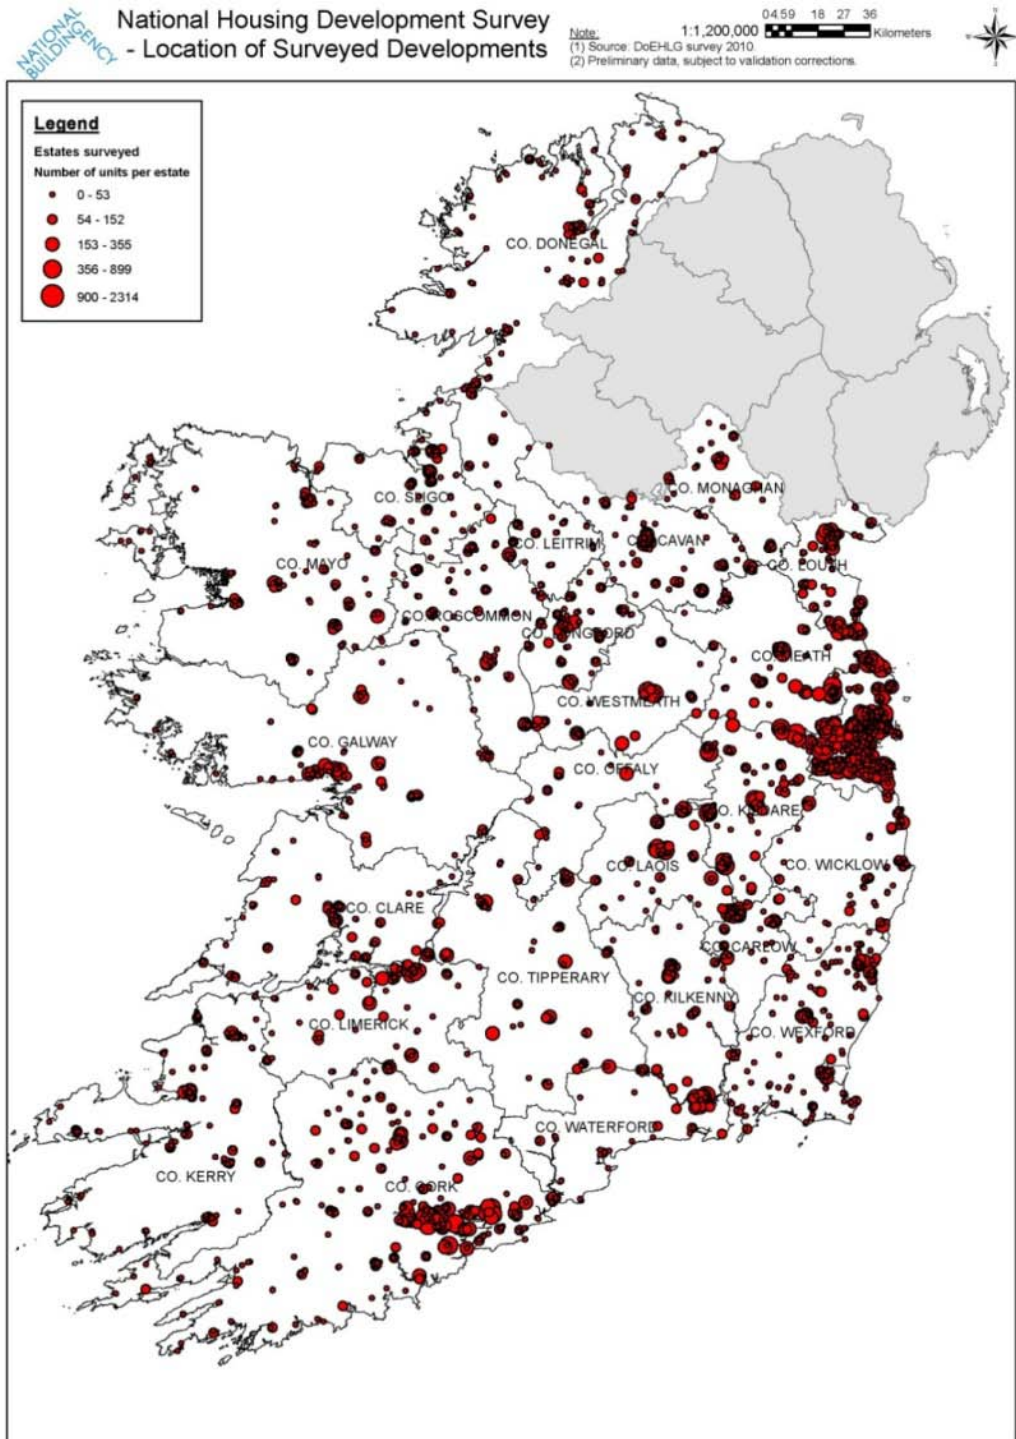 NATIONAL
BUILDINGENCY
National Housing Development Survey
- Location of Surveyed Developments
Note:
1:1,200,000
0 4.5 9 18 27 36
Kilometers
(1) Source: DoEHLG survey 2010.
(2) Preliminary data, subject to validation corrections.
Legend
Estates surveyed
Number of units per estate
0 - 53
54 - 152
153 - 355
356 - 899
900 - 2314
CO. DONEGAL
CO. MONAGHAN
CO. SLIGO
CO. LEITRIM
CO. CAVAN
CO. LOUTH
CO. MAYO
CO. ROSCOMMON
CO. LONGFORD
CO. MEATH
CO. WESTMEATH
CO. GALWAY
CO. OFFALY
CO. KILDARE
CO. LAOIS
CO. WICKLOW
CO. CLARE
CO. CARLOW
CO. TIPPERARY
CO. KILKENNY
CO. LIMERICK
CO. WEXFORD
CO. WATERFORD
CO. KERRY
CO. CORK